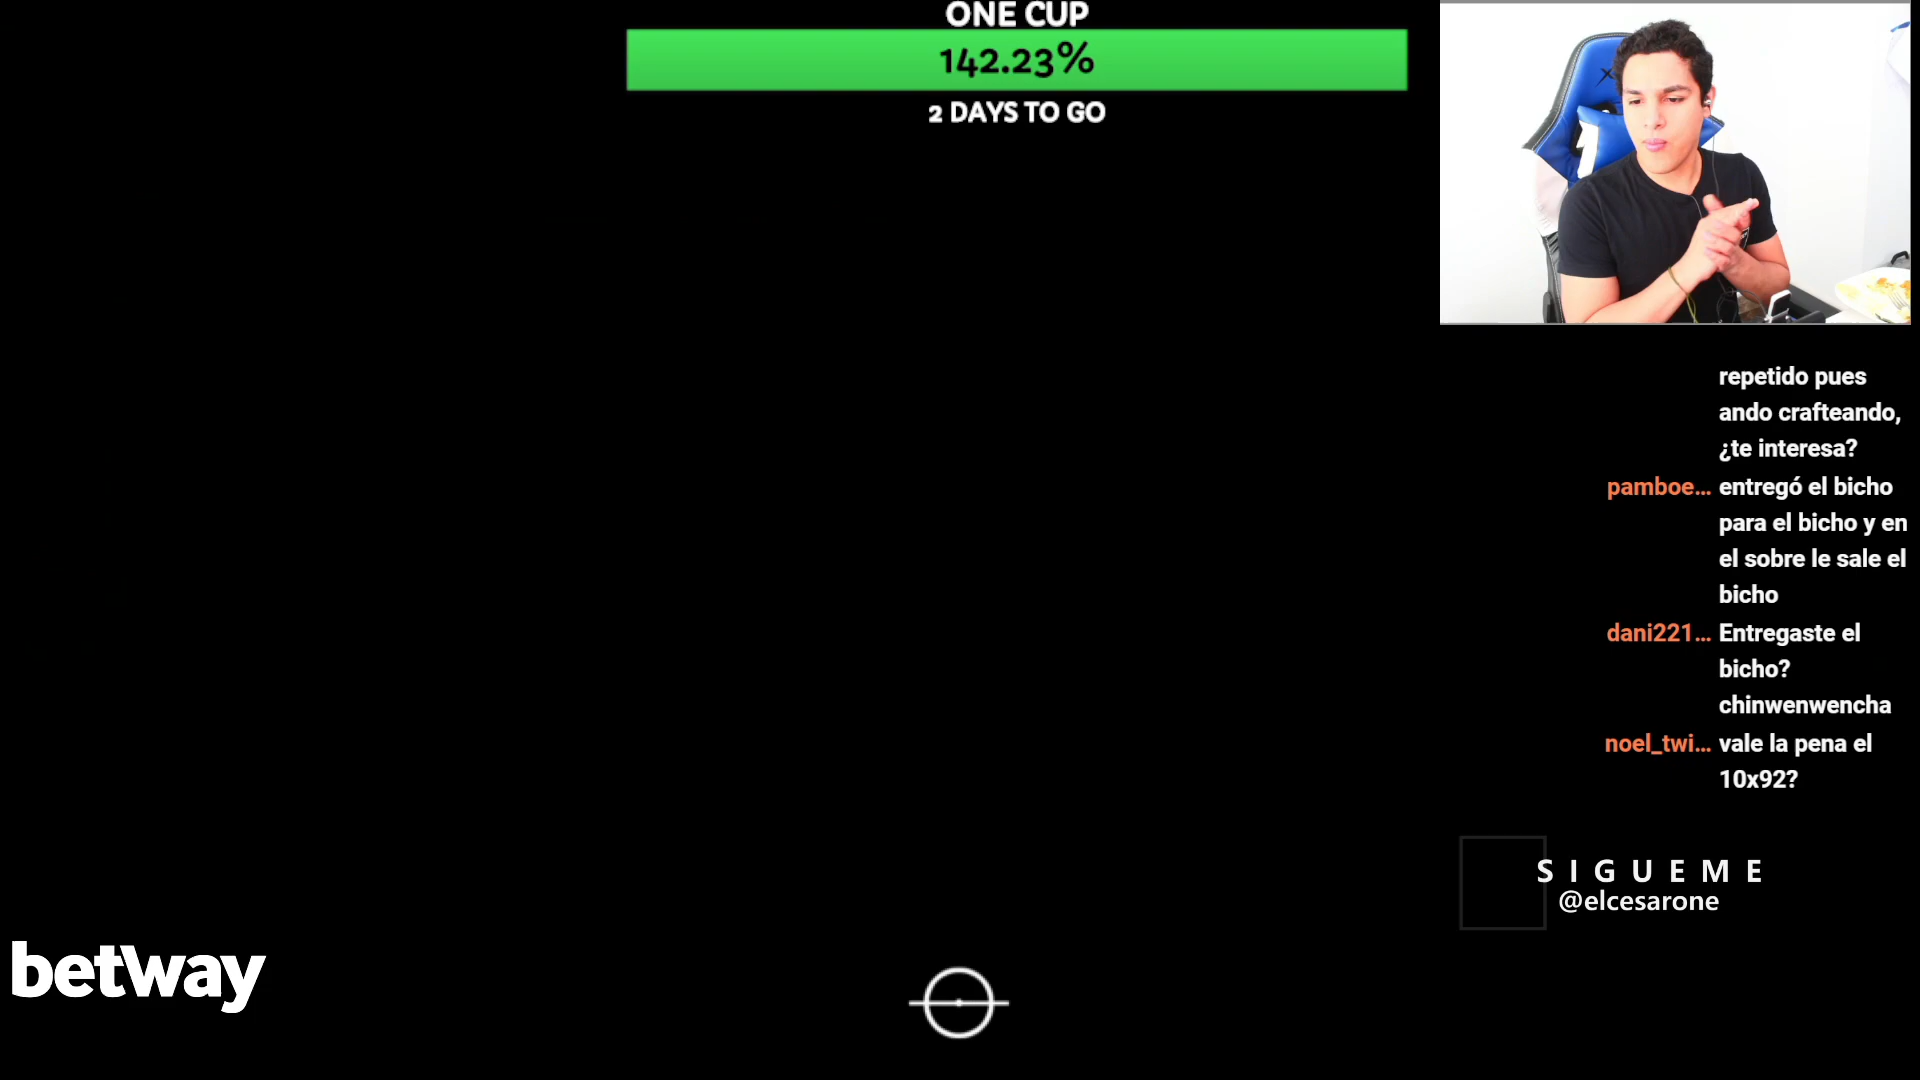 ONE CUP
142.23%
2 DAYS TO GO
repetido pues
ando crafteando,
¿te interesa?
pamboe… entregó el bicho
para el bicho y en
el sobre le sale el
bicho
dani221… Entregaste el
bicho?
chinwenwencha
noel_twi… vale la pena el
10x92?
SIGUEME
@elcesarone
betway